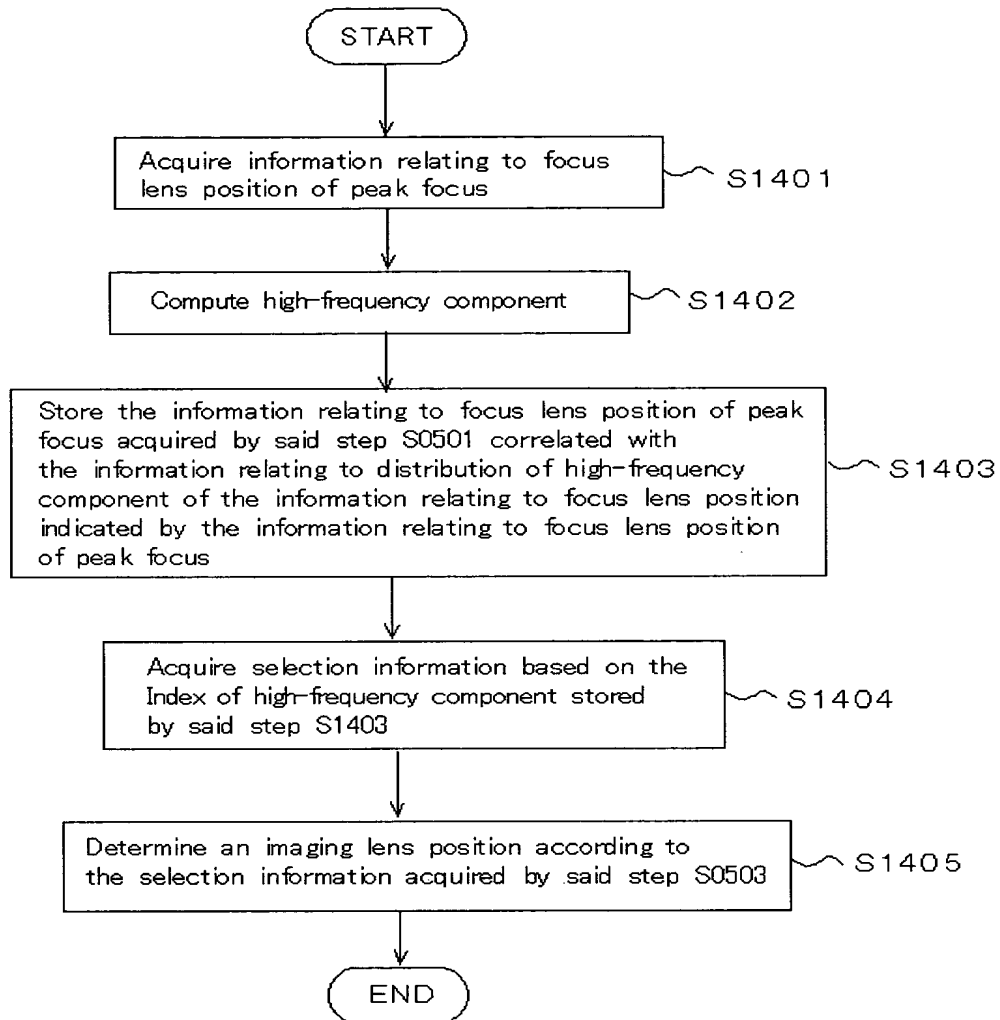 START
Acquire information relating to focus
lens position of peak focus
S1401
Compute high-frequency component
S1402
Store the information relating to focus lens position of peak
focus acquired by said step S0501 correlated with
the information relating to distribution of high-frequency
component of the information relating to focus lens position
indicated by the information relating to focus lens position
of peak focus
S1403
Acquire selection information based on the
Index of high-frequency component stored
by said step S1403
S1404
Determine an imaging lens position according to
the selection information acquired by said step S0503
S1405
END